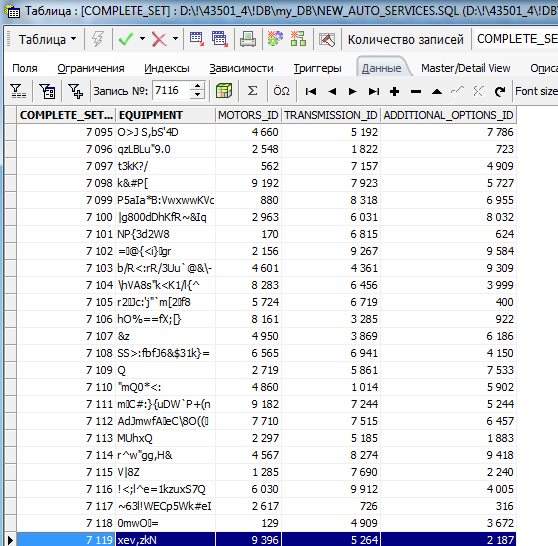 Таблица : [COMPLETE_SET] : D:\!\43501_4\!DB\my_DB\NEW_AUTO_SERVICES.SQL (D:\!\43501_4\!DB
Таблица Количество записей COMPLETE_SE
Поля Ограничения Индексы Зависимости Триггеры Данные Master/Detail View Опис
Запись №: 7116 Σ ÖΩ Font size
COMPLETE_SET... EQUIPMENT MOTORS_ID TRANSMISSION_ID ADDITIONAL_OPTIONS_ID
7 095 O>J S,bS'4D 4 660 5 192 7 786
7 096 qzLBLu"9.0 2 548 1 822 723
7 097 t3kK?/ 562 7 157 4 909
7 098 k&#P[ 9 192 7 923 5 727
7 099 P5aIa*B:VwxwwKVc 880 8 318 6 955
7 100 |g800dDhKfR~&Iq 2 963 6 031 8 032
7 101 NP{3d2W8 170 6 815 624
7 102 =▯@{<i}▯gr 2 156 9 267 9 584
7 103 b/R<:rR/3Uu`@&\- 4 601 4 361 9 309
7 104 \hVA8s"k<K1/l{^ 8 283 6 456 3 999
7 105 r2▯Jc:'j"`m[2▯f8 5 724 6 719 400
7 106 hO%==fX;[} 8 161 3 285 922
7 107 &z 4 950 3 869 6 186
7 108 SS>:fbfJ6&$31k}= 6 565 6 941 4 150
7 109 Q 2 719 5 861 7 533
7 110 "mQ0*<: 4 860 1 014 5 902
7 111 m▯C#:}{uDW`P+(n 9 182 7 244 5 244
7 112 AdJmwfA▯eC\8O((▯ 7 710 7 515 6 457
7 113 MUhxQ 2 297 5 185 1 883
7 114 r^w"gg,H& 4 567 8 274 9 418
7 115 V|8Z 1 285 7 690 2 240
7 116 !<;l^e=1kzuxS7Q 6 030 9 912 4 005
7 117 ~63l!WECp5Wk#eI 2 617 726 316
7 118 0mwO▯= 129 4 909 3 672
7 119 xev,zkN 9 396 5 264 2 187